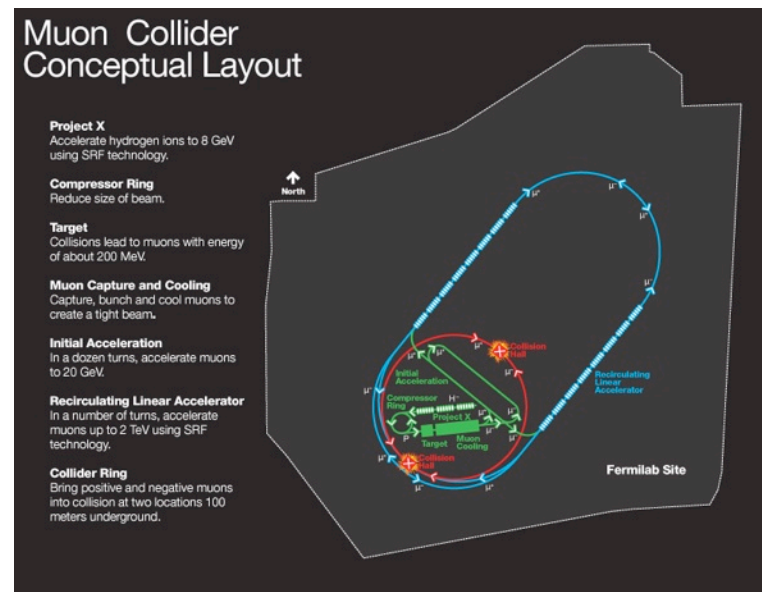 Muon Collider
Conceptual Layout
Project X
Accelerate hydrogen ions to 8 GeV
using SRF technology.
Compressor Ring
Reduce size of beam.
Target
Collisions lead to muons with energy
of about 200 MeV.
Muon Capture and Cooling
Capture, bunch and cool muons to
create a tight beam.
Initial Acceleration
In a dozen turns, accelerate muons
to 20 GeV.
Recirculating Linear Accelerator
In a number of turns, accelerate
muons up to 2 TeV using SRF
technology.
Collider Ring
Bring positive and negative muons
into collision at two locations 100
meters underground.
North
Collision
Hall
Initial
Acceleration
Recirculating
Linear
Accelerator
Compressor
Ring
H⁻
Project X
P
Target
Muon
Cooling
Collision
Hall
Fermilab Site